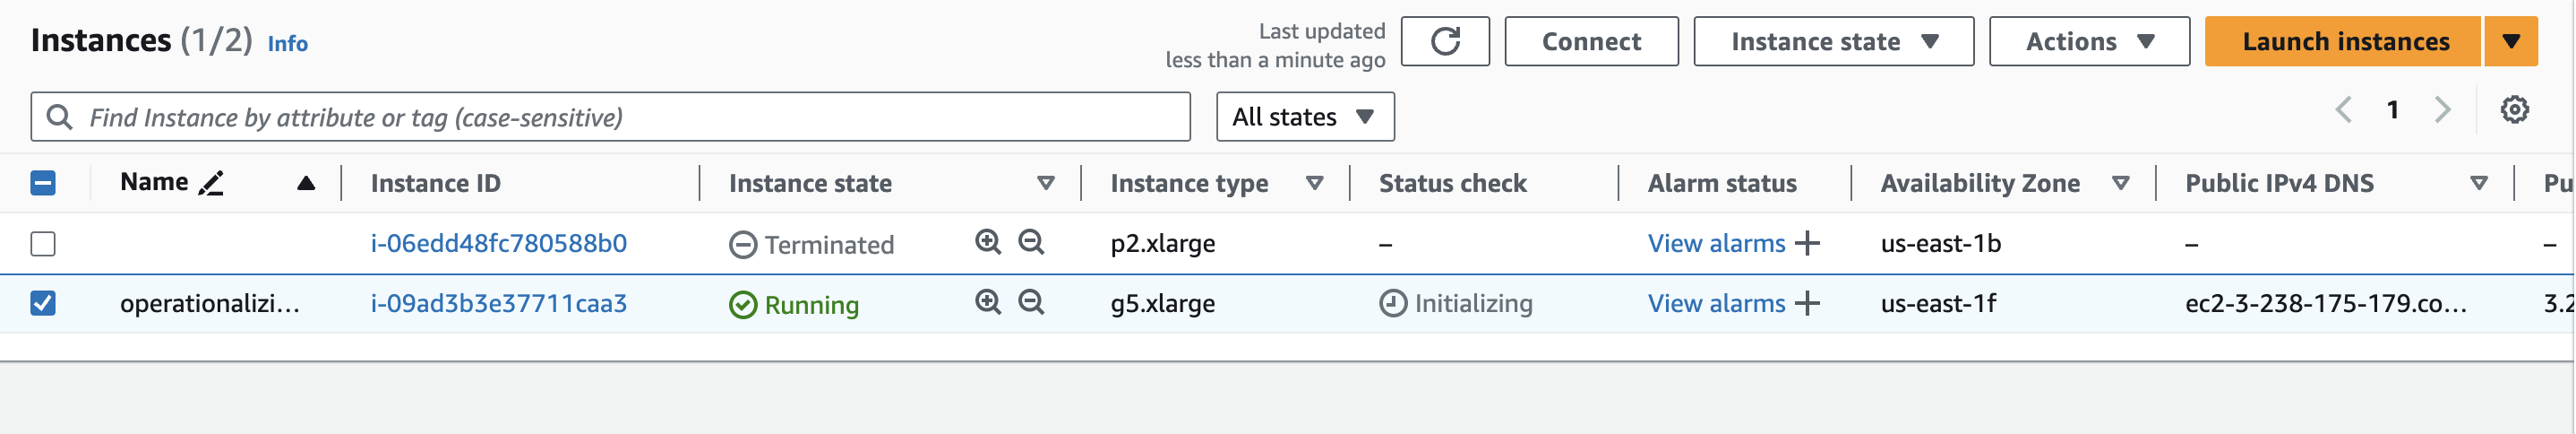 Instances (1/2) Info
Last updated
less than a minute ago
Connect
Instance state
Actions
Launch instances
Find Instance by attribute or tag (case-sensitive)
All states
1
Name Instance ID Instance state Instance type Status check Alarm status Availability Zone Public IPv4 DNS Pu
i-06edd48fc780588b0 Terminated p2.xlarge – View alarms + us-east-1b – –
operationalizi... i-09ad3b3e37711caa3 Running g5.xlarge Initializing View alarms + us-east-1f ec2-3-238-175-179.co... 3.2